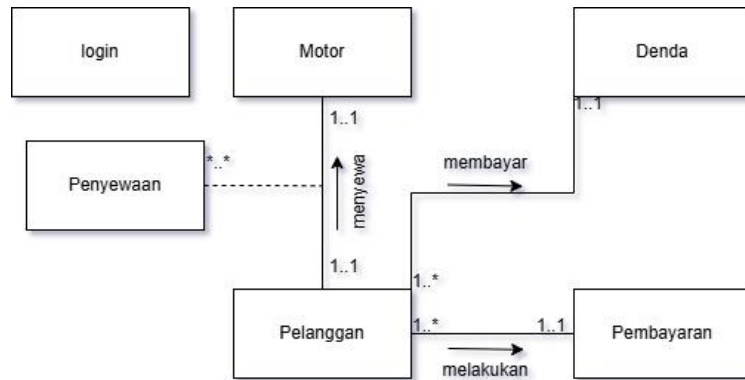 login
Motor
Denda
1..1
1..1
*..*
menyewa
membayar
Penyewaan
1..1
1..*
Pelanggan
1..*
1..1
Pembayaran
melakukan